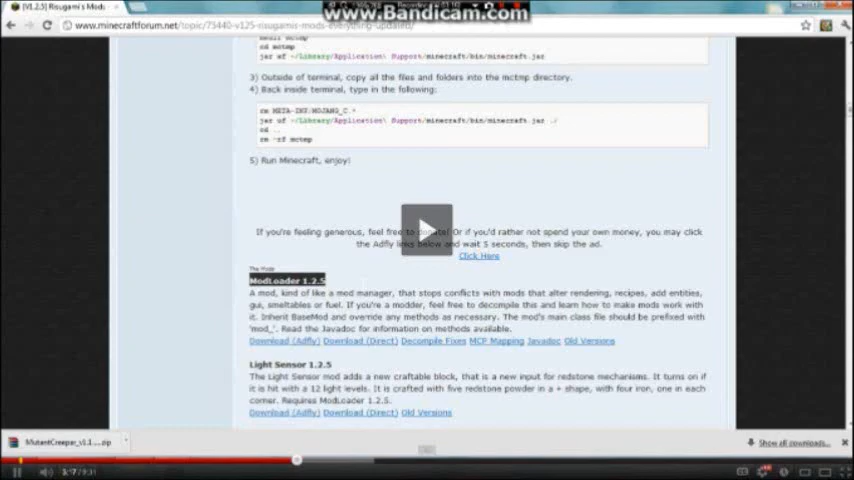 [V1.2.5] Risugami's Mods
www.Bandicam.com
www.minecraftforum.net/topic/75440-v125-risugamis-mods-everything-updated/
cd mctmp
jar xf ~/Library/Application\ Support/minecraft/bin/minecraft.jar
3) Outside of terminal, copy all the files and folders into the mctmp directory.
4) Back inside terminal, type in the following:
rm META-INF/MOJANG_C.*
jar uf ~/Library/Application\ Support/minecraft/bin/minecraft.jar ./
cd ..
rm -rf mctmp
5) Run Minecraft, enjoy!
If you're feeling generous, feel free to donate! Or if you'd rather not spend your own money, you may click
the Adfly links below and wait 5 seconds, then skip the ad.
Click Here
The Mods
ModLoader 1.2.5
A mod, kind of like a mod manager, that stops conflicts with mods that alter rendering, recipes, add entities,
gui, smeltables or fuel. If you're a modder, feel free to decompile this and learn how to make mods work with
it. Inherit BaseMod and override any methods as necessary. The mod's main class file should be prefixed with
'mod_'. Read the Javadoc for information on methods available.
Download (Adfly) Download (Direct) Decompile Fixes MCP Mapping Javadoc Old Versions
Light Sensor 1.2.5
The Light Sensor mod adds a new craftable block, that is a new input for redstone mechanisms. It turns on if
it is hit with a 12 light levels. It is crafted with five redstone powder in a + shape, with four iron, one in each
corner. Requires ModLoader 1.2.5.
Download (Adfly) Download (Direct) Old Versions
MutantCreeper_v1.1....zip
Show all downloads...